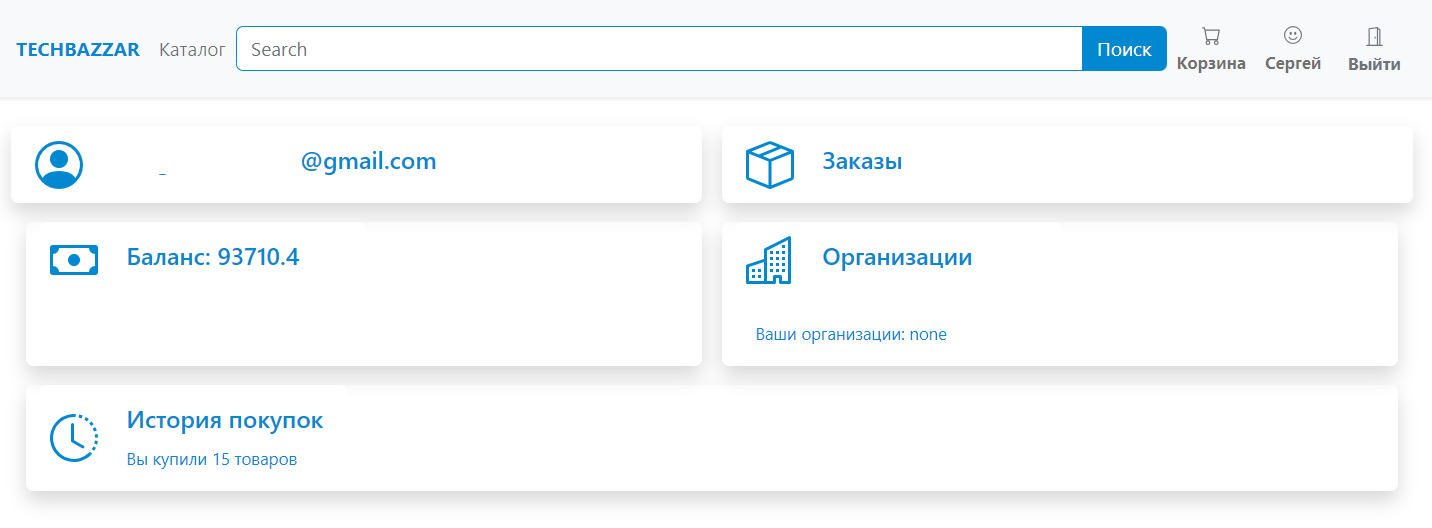 TECHBAZZAR Каталог Search Поиск Корзина Сергей Выйти
@gmail.com
Заказы
Баланс: 93710.4
Организации
Ваши организации: none
История покупок
Вы купили 15 товаров